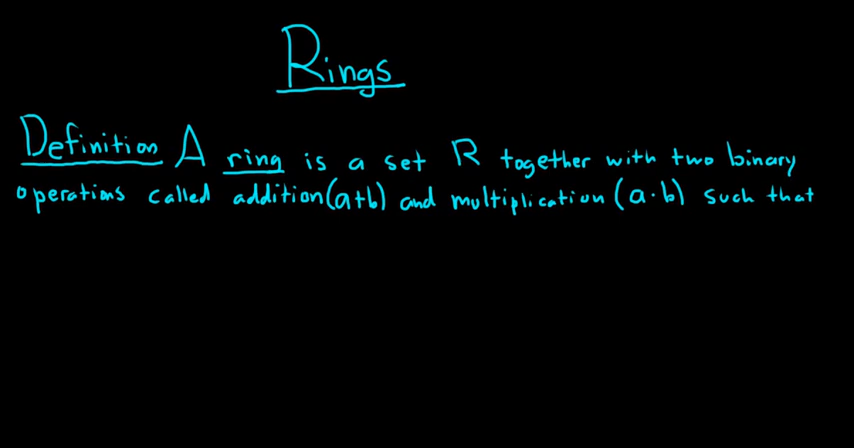 Rings
Definition A ring is a set R together with two binary
operations called addition (a+b) and multiplication (a·b) such that